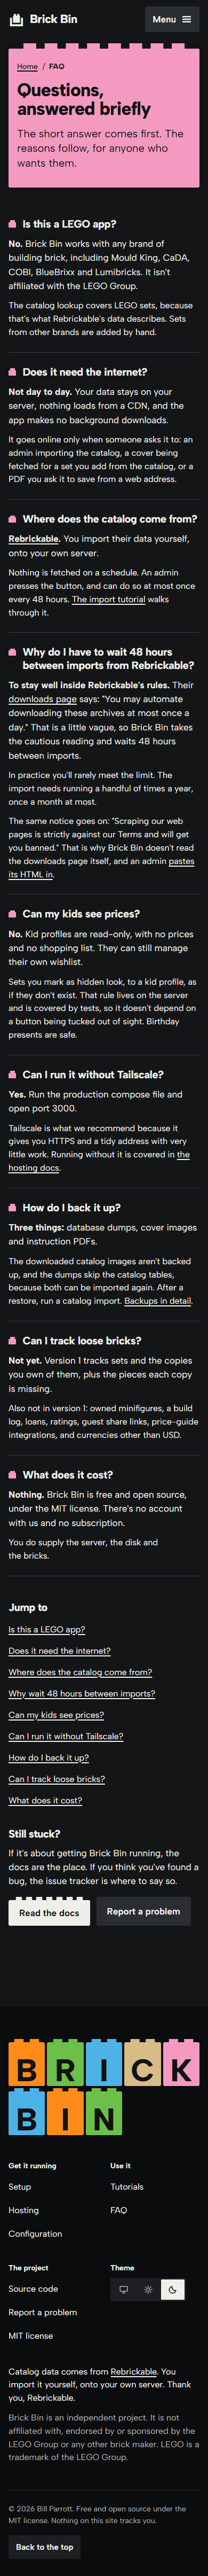 Brick Bin
Menu
Home / FAQ
Questions,
answered briefly
The short answer comes first. The
reasons follow, for anyone who
wants them.
Is this a LEGO app?
No. Brick Bin works with any brand of
building brick, including Mould King, CaDA,
COBI, BlueBrixx and Lumibricks. It isn't
affiliated with the LEGO Group.
The catalog lookup covers LEGO sets, because
that's what Rebrickable's data describes. Sets
from other brands are added by hand.
Does it need the internet?
Not day to day. Your data stays on your
server, nothing loads from a CDN, and the
app makes no background downloads.
It goes online only when someone asks it to: an
admin importing the catalog, a cover being
fetched for a set you add from the catalog, or a
PDF you ask it to save from a web address.
Where does the catalog come from?
Rebrickable. You import their data yourself,
onto your own server.
Nothing is fetched on a schedule. An admin
presses the button, and can do so at most once
every 48 hours. The import tutorial walks
through it.
Why do I have to wait 48 hours
between imports from Rebrickable?
To stay well inside Rebrickable's rules. Their
downloads page says: "You may automate
downloading these archives at most once a
day." That is a little vague, so Brick Bin takes
the cautious reading and waits 48 hours
between imports.
In practice you'll rarely meet the limit. The
import needs running a handful of times a year,
once a month at most.
The same notice goes on: "Scraping our web
pages is strictly against our Terms and will get
you banned." That is why Brick Bin doesn't read
the downloads page itself, and an admin pastes
its HTML in.
Can my kids see prices?
No. Kid profiles are read-only, with no prices
and no shopping list. They can still manage
their own wishlist.
Sets you mark as hidden look, to a kid profile, as
if they don't exist. That rule lives on the server
and is covered by tests, so it doesn't depend on
a button being tucked out of sight. Birthday
presents are safe.
Can I run it without Tailscale?
Yes. Run the production compose file and
open port 3000.
Tailscale is what we recommend because it
gives you HTTPS and a tidy address with very
little work. Running without it is covered in the
hosting docs.
How do I back it up?
Three things: database dumps, cover images
and instruction PDFs.
The downloaded catalog images aren't backed
up, and the dumps skip the catalog tables,
because both can be imported again. After a
restore, run a catalog import. Backups in detail.
Can I track loose bricks?
Not yet. Version 1 tracks sets and the copies
you own of them, plus the pieces each copy
is missing.
Also not in version 1: owned minifigures, a build
log, loans, ratings, guest share links, price-guide
integrations, and currencies other than USD.
What does it cost?
Nothing. Brick Bin is free and open source,
under the MIT license. There's no account
with us and no subscription.
You do supply the server, the disk and
the bricks.
Jump to
Is this a LEGO app?
Does it need the internet?
Where does the catalog come from?
Why wait 48 hours between imports?
Can my kids see prices?
Can I run it without Tailscale?
How do I back it up?
Can I track loose bricks?
What does it cost?
Still stuck?
If it's about getting Brick Bin running, the
docs are the place. If you think you've found a
bug, the issue tracker is where to say so.
Read the docs
Report a problem
BRICK
BIN
Get it running
Setup
Hosting
Configuration
Use it
Tutorials
FAQ
The project
Source code
Report a problem
MIT license
Theme
Catalog data comes from Rebrickable. You
import it yourself, onto your own server. Thank
you, Rebrickable.
Brick Bin is an independent project. It is not
affiliated with, endorsed by or sponsored by the
LEGO Group or any other brick maker. LEGO is a
trademark of the LEGO Group.
© 2026 Bill Parrott. Free and open source under the
MIT license. Nothing on this site tracks you.
Back to the top